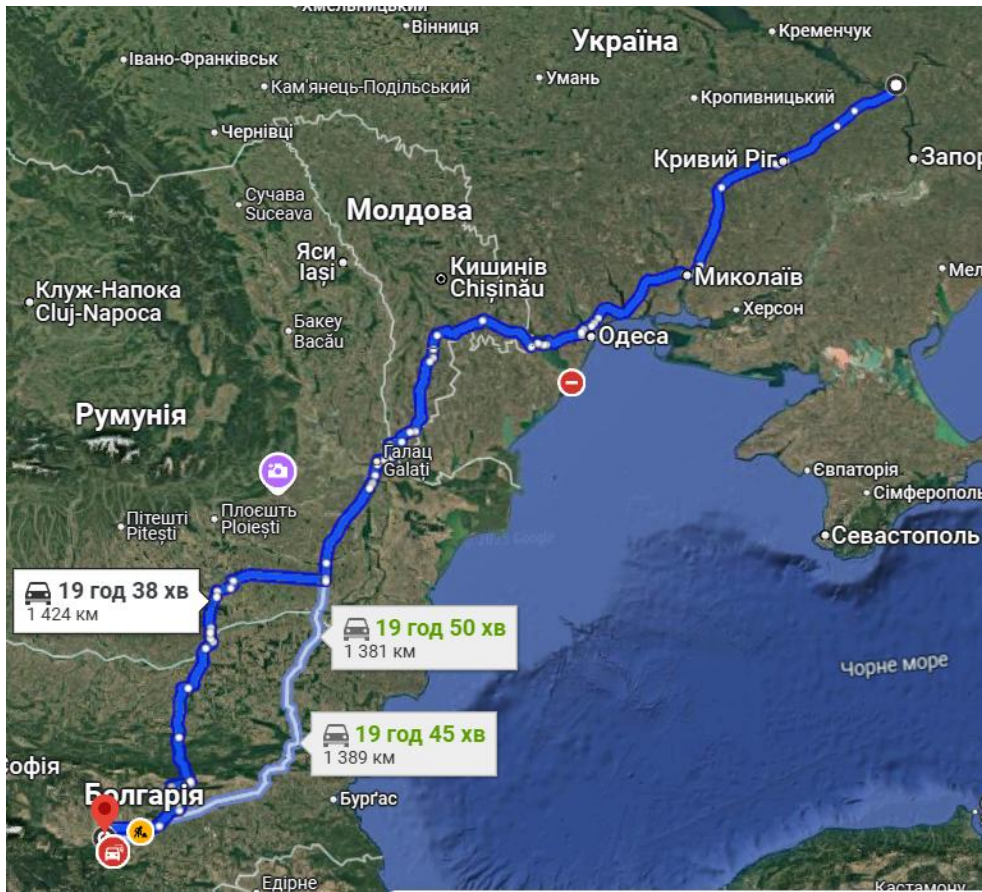 Хмельницький
Вінниця
Україна
Кременчук
Івано-Франківськ
Умань
Кам'янець-Подільський
Кропивницький
Чернівці
Кривий Ріг
Запор
Сучава
Suceava
Молдова
Яси
Iași
Кишинів
Chișinău
Миколаїв
Мел
Клуж-Напока
Cluj-Napoca
Херсон
Бакеу
Bacău
Одеса
Румунія
Галац
Galați
Євпаторія
Сімферополь
Плоєшть
Ploiești
Пітешті
Pitești
Севастополь
19 год 38 хв
1 424 км
19 год 50 хв
1 381 км
Чорне море
19 год 45 хв
1 389 км
офія
Болгарія
Бурґас
Едірне
Кастамону